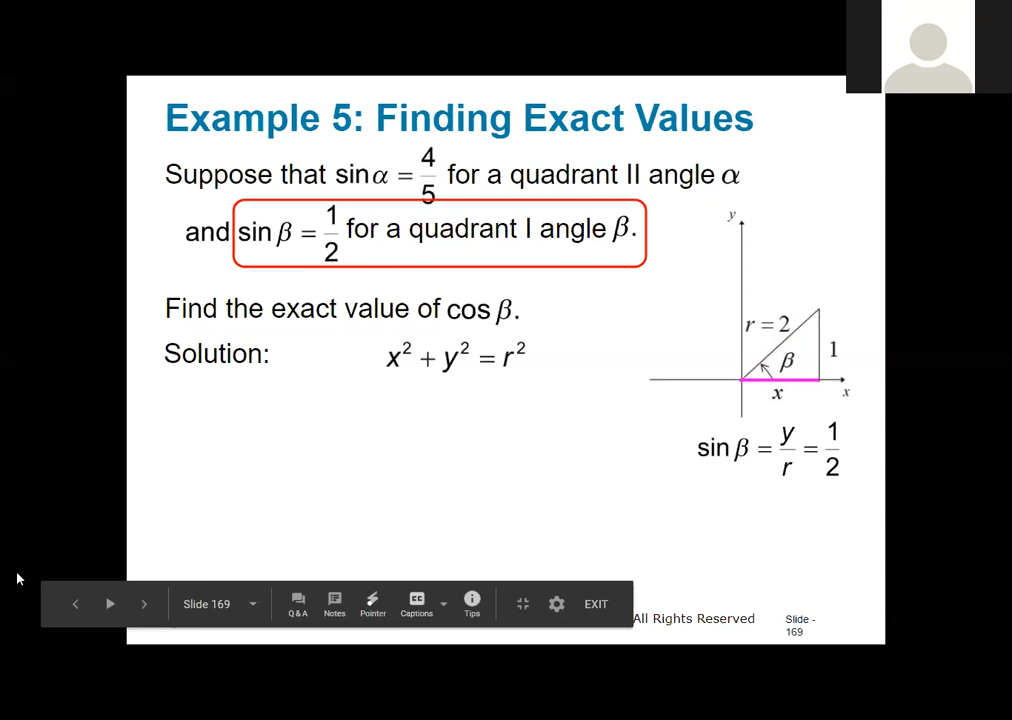 Example 5: Finding Exact Values
Suppose that sin α = 4/5 for a quadrant II angle α
and sin β = 1/2 for a quadrant I angle β.
Find the exact value of cos β.
Solution: x² + y² = r²
y
r = 2
1
β
x
x
sin β = y/r = 1/2
Slide 169
Q&A
Notes
Pointer
CC
Captions
Tips
EXIT
All Rights Reserved
Slide -
169